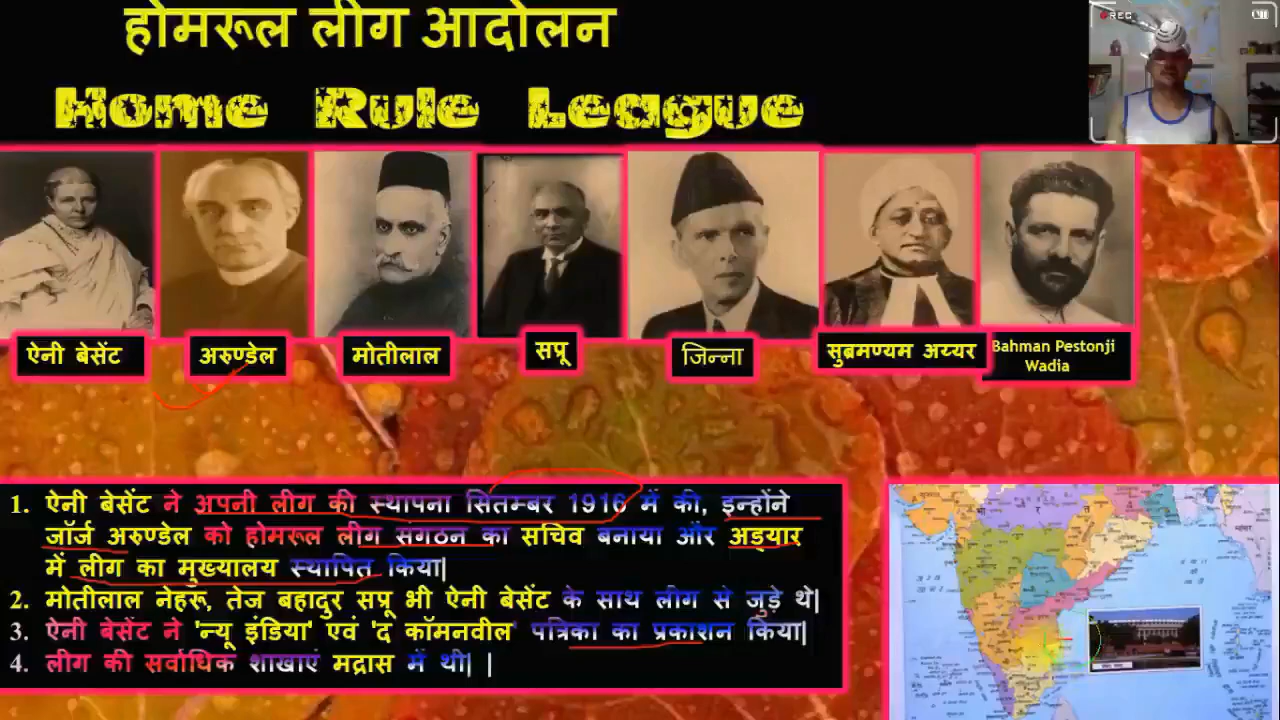 होमरूल लीग आदोलन
REC
Home Rule League
ऐनी बेसेंट
अरुण्डेल
मोतीलाल
सप्रू
जिन्ना
सुब्रमण्यम अय्यर
Bahman Pestonji
Wadia
1. ऐनी बेसेंट ने अपनी लीग की स्थापना सितम्बर 1916 में की, इन्होंने
जॉर्ज अरुण्डेल को होमरूल लीग संगठन का सचिव बनाया और अड्यार
में लीग का मुख्यालय स्थापित किया|
2. मोतीलाल नेहरू, तेज बहादुर सप्रू भी ऐनी बेसेंट के साथ लीग से जुड़े थे|
3. ऐनी बेसेंट ने 'न्यू इंडिया' एवं 'द कॉमनवील' पत्रिका का प्रकाशन किया|
4. लीग की सर्वाधिक शाखाएं मद्रास में थी| |